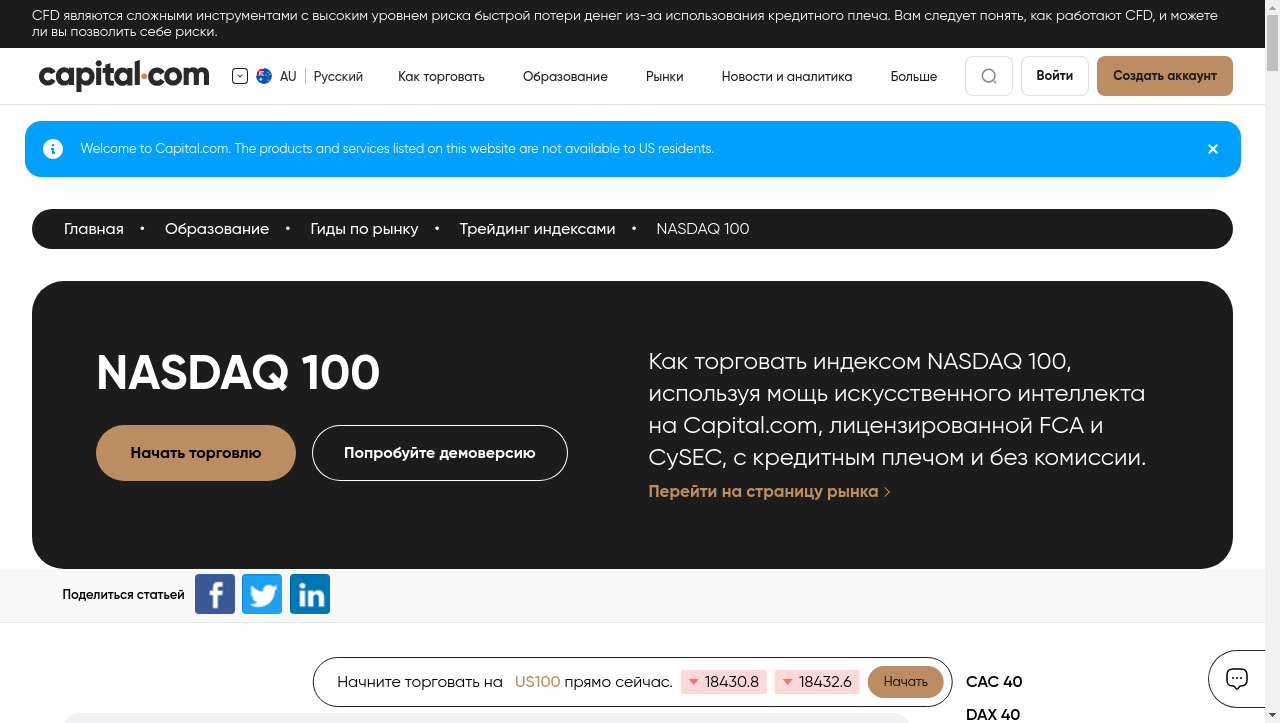 CFD являются сложными инструментами с высоким уровнем риска быстрой потери денег из-за использования кредитного плеча. Вам следует понять, как работают CFD, и можете
ли вы позволить себе риски.
capital.com
AU
Русский
Как торговать
Образование
Рынки
Новости и аналитика
Больше
Войти
Создать аккаунт
Welcome to Capital.com. The products and services listed on this website are not available to US residents.
Главная • Образование • Гиды по рынку • Трейдинг индексами • NASDAQ 100
NASDAQ 100
Начать торговлю
Попробуйте демоверсию
Как торговать индексом NASDAQ 100,
используя мощь искусственного интеллекта
на Capital.com, лицензированной FCA и
CySEC, с кредитным плечом и без комиссии.
Перейти на страницу рынка
Поделиться статьей
Начните торговать на US100 прямо сейчас. 18430.8 18432.6 Начать
CAC 40
DAX 40